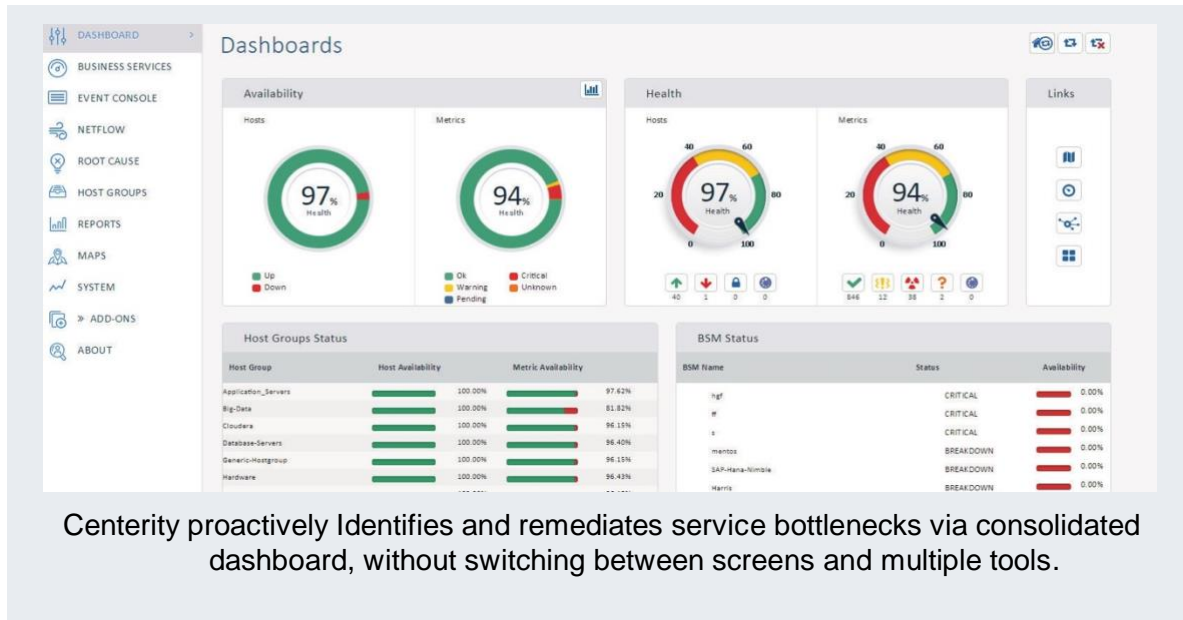 DASHBOARD >
BUSINESS SERVICES
EVENT CONSOLE
NETFLOW
ROOT CAUSE
HOST GROUPS
REPORTS
MAPS
SYSTEM
» ADD-ONS
ABOUT
Dashboards
Availability
Hosts
97%
Health
Up
Down
Metrics
94%
Health
Ok
Critical
Warning
Unknown
Pending
Health
Hosts
0 20 40 60 80 100
97%
Health
40 1 0 0
Metrics
0 20 40 60 80 100
94%
Health
846 12 38 2 0
Links
Host Groups Status
Host Group Host Availability Metric Availability
Application_Servers 100.00% 97.62%
Big-Data 100.00% 81.82%
Cloudera 100.00% 96.15%
Database-Servers 100.00% 96.40%
Generic-Hostgroup 100.00% 96.15%
Hardware 100.00% 96.43%
BSM Status
BSM Name Status Availability
hgf CRITICAL 0.00%
ff CRITICAL 0.00%
s CRITICAL 0.00%
mentos BREAKDOWN 0.00%
SAP-Hana-Nimble BREAKDOWN 0.00%
Harris BREAKDOWN 0.00%
Centerity proactively Identifies and remediates service bottlenecks via consolidated
dashboard, without switching between screens and multiple tools.